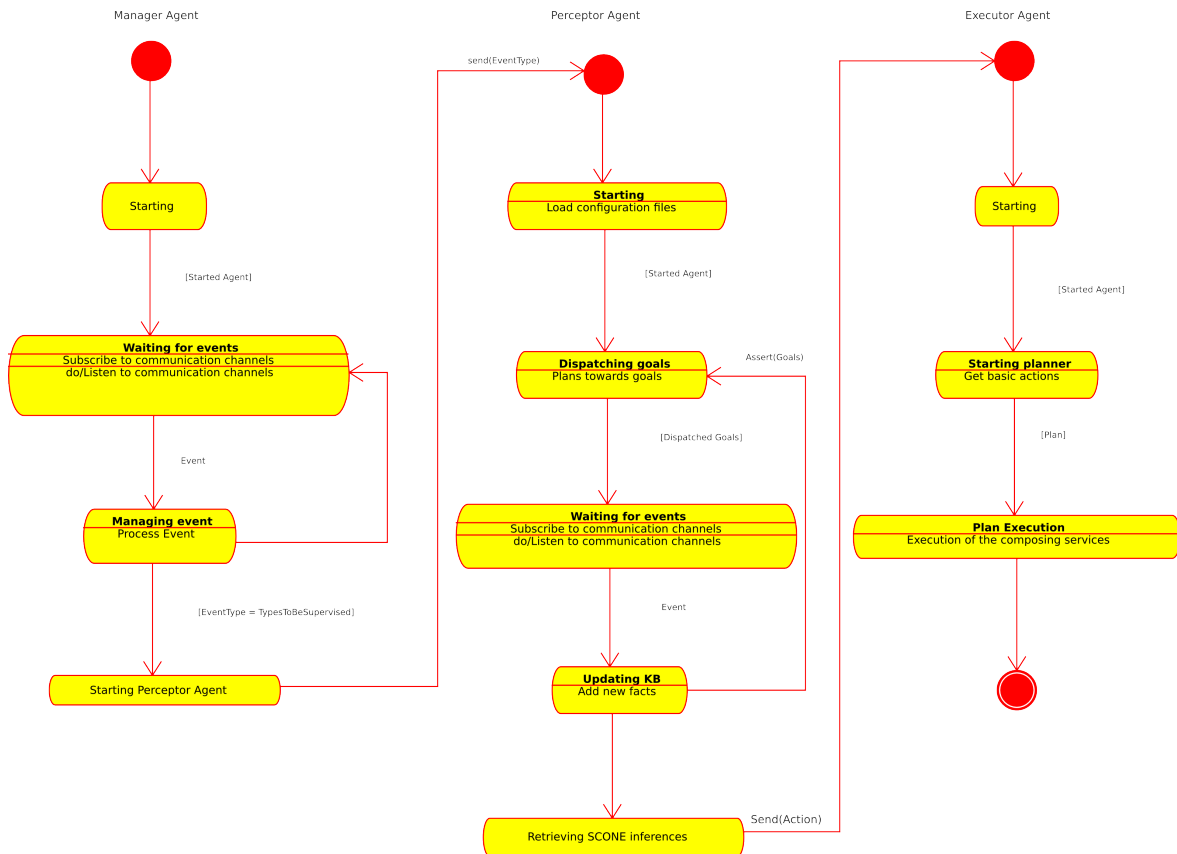 Manager Agent
Starting
[Started Agent]
Waiting for events
Subscribe to communication channels
do/Listen to communication channels
Event
Managing event
Process Event
[EventType = TypesToBeSupervised]
Starting Perceptor Agent
Perceptor Agent
send(EventType)
Starting
Load configuration files
[Started Agent]
Dispatching goals
Plans towards goals
Assert(Goals)
[Dispatched Goals]
Waiting for events
Subscribe to communication channels
do/Listen to communication channels
Event
Updating KB
Add new facts
Retrieving SCONE inferences
Send(Action)
Executor Agent
Starting
[Started Agent]
Starting planner
Get basic actions
[Plan]
Plan Execution
Execution of the composing services